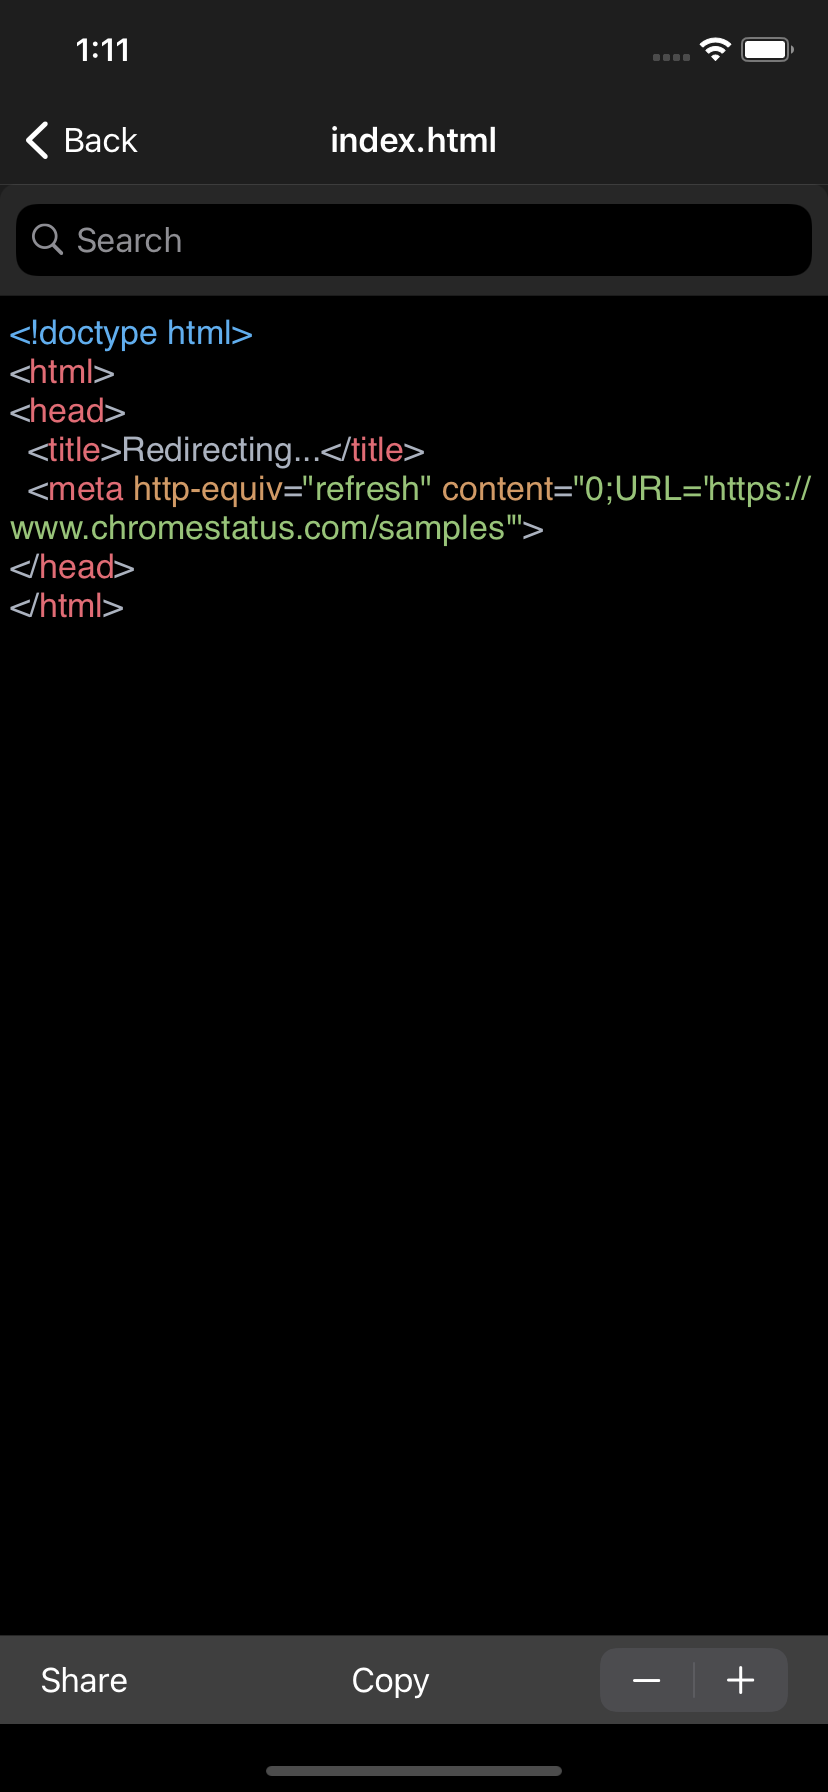 1:11
Back
index.html
Search
<!doctype html>
<html>
<head>
  <title>Redirecting...</title>
  <meta http-equiv="refresh" content="0;URL='https://
www.chromestatus.com/samples'">
</head>
</html>
Share
Copy